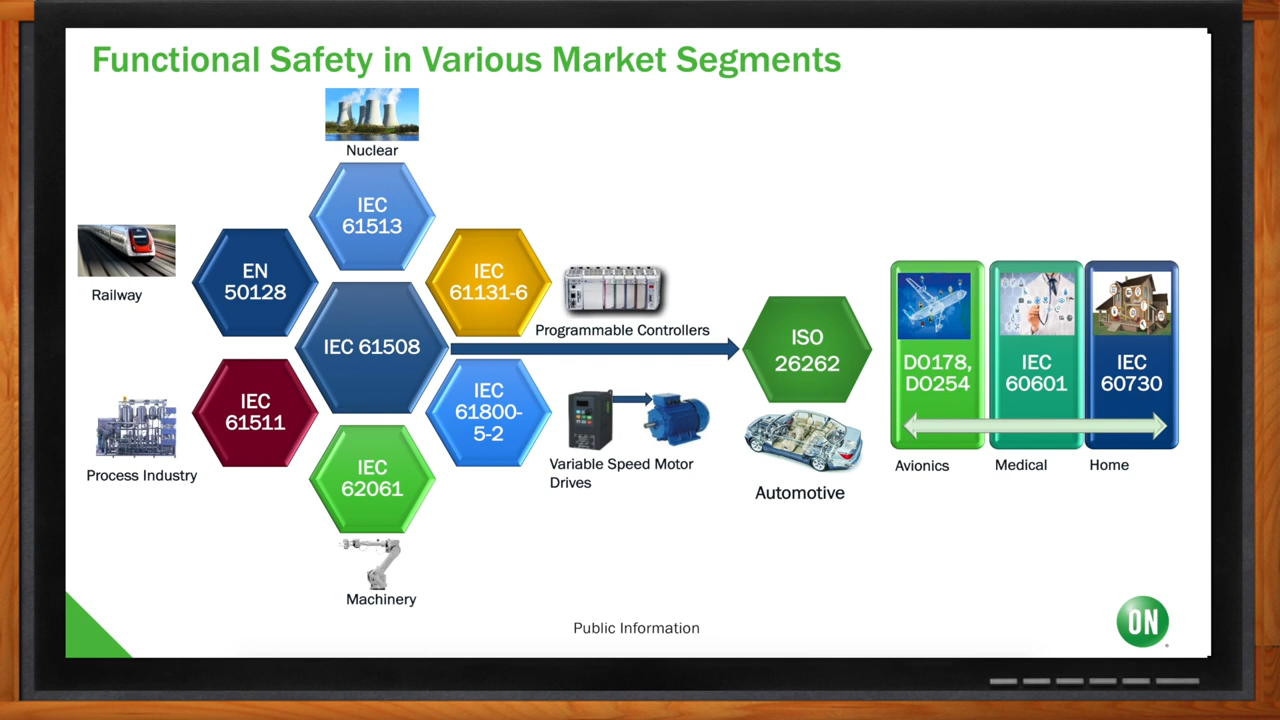 Functional Safety in Various Market Segments
Nuclear
IEC
61513
Railway
EN
50128
IEC
61131-6
Programmable Controllers
IEC 61508
ISO
26262
DO178,
DO254
IEC
60601
IEC
60730
IEC
61511
IEC
61800-
5-2
Process Industry
Variable Speed Motor
Drives
Automotive
Avionics
Medical
Home
IEC
62061
Machinery
Public Information
ON